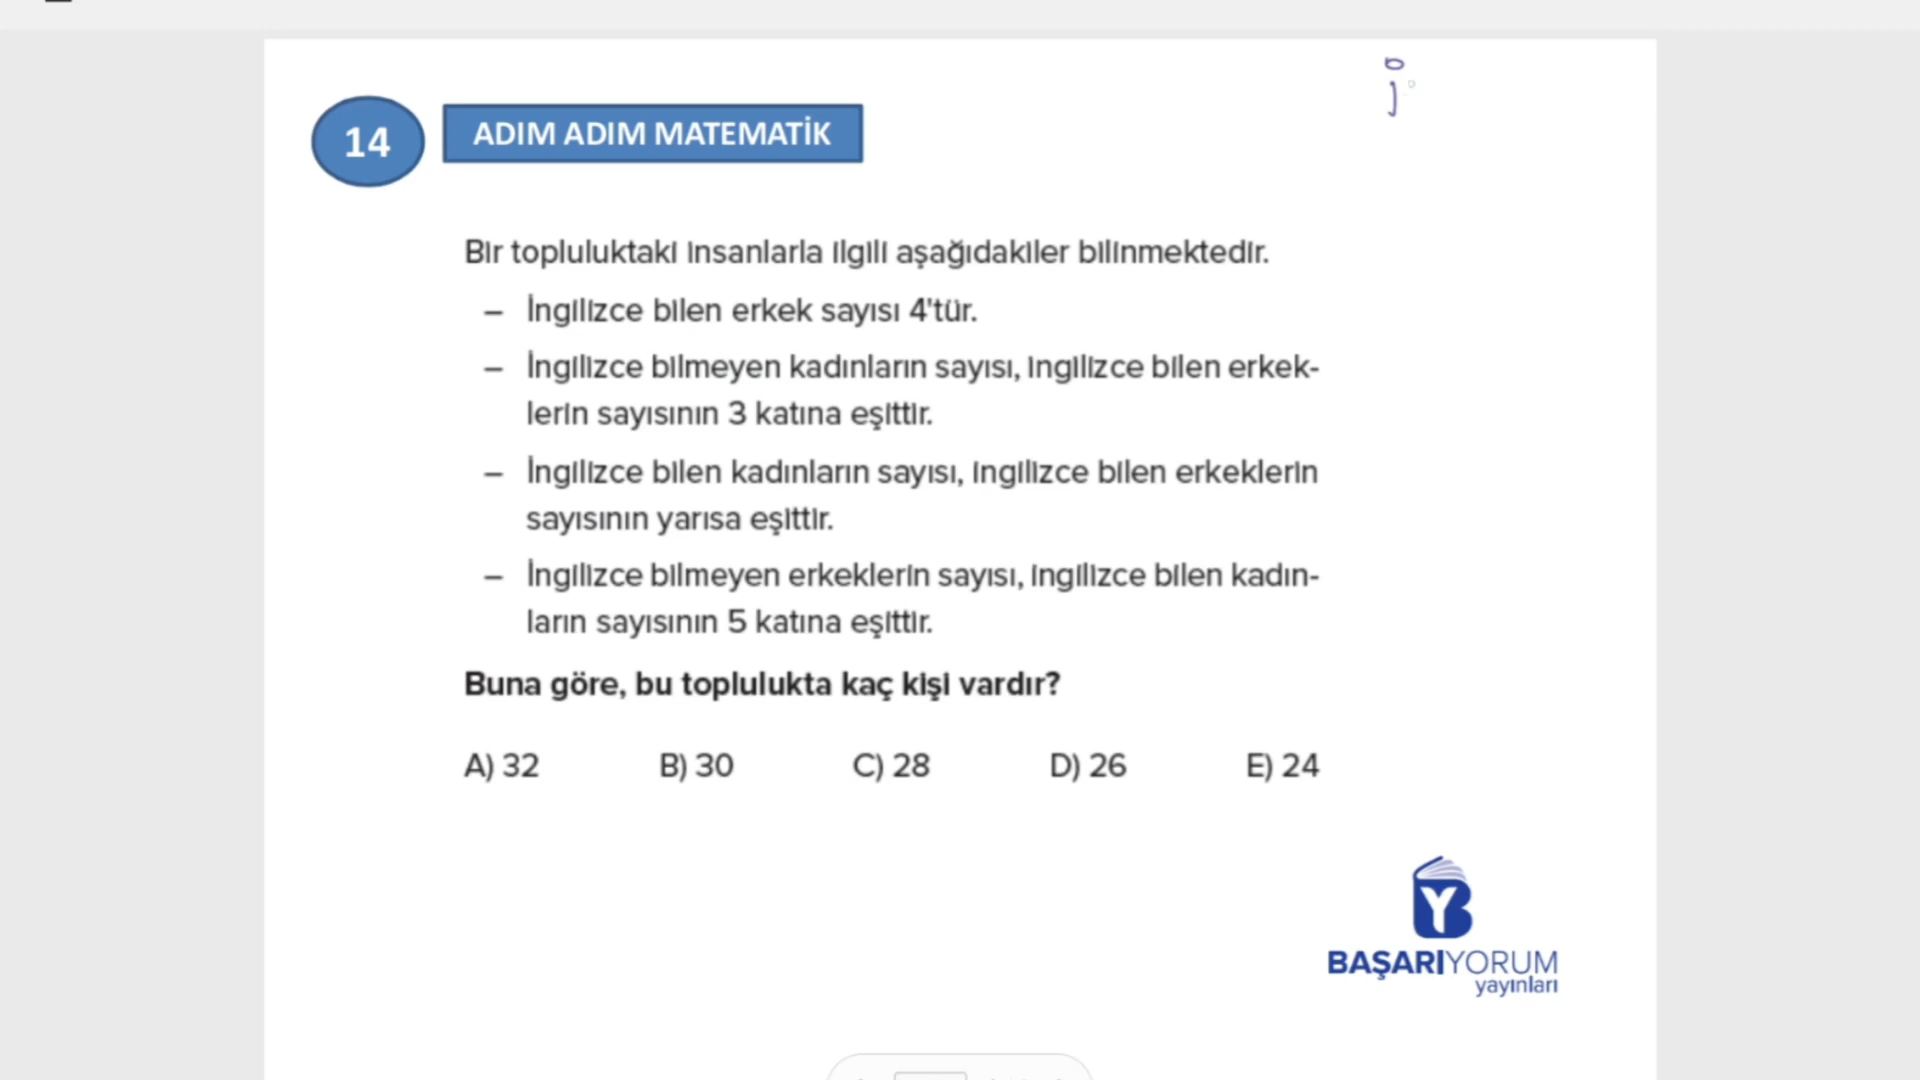 14
ADIM ADIM MATEMATİK
Bir topluluktaki insanlarla ilgili aşağıdakiler bilinmektedir.
– İngilizce bilen erkek sayısı 4'tür.
– İngilizce bilmeyen kadınların sayısı, ingilizce bilen erkek-
lerin sayısının 3 katına eşittir.
– İngilizce bilen kadınların sayısı, ingilizce bilen erkeklerin
sayısının yarısa eşittir.
– İngilizce bilmeyen erkeklerin sayısı, ingilizce bilen kadın-
ların sayısının 5 katına eşittir.
Buna göre, bu toplulukta kaç kişi vardır?
A) 32 B) 30 C) 28 D) 26 E) 24
BAŞARIYORUM
yayınları